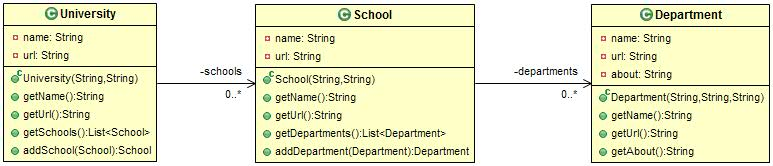 University
name: String
url: String
University(String,String)
getName():String
getUrl():String
getSchools():List<School>
addSchool(School):School
-schools
0..*
School
name: String
url: String
School(String,String)
getName():String
getUrl():String
getDepartments():List<Department>
addDepartment(Department):Department
-departments
0..*
Department
name: String
url: String
about: String
Department(String,String,String)
getName():String
getUrl():String
getAbout():String